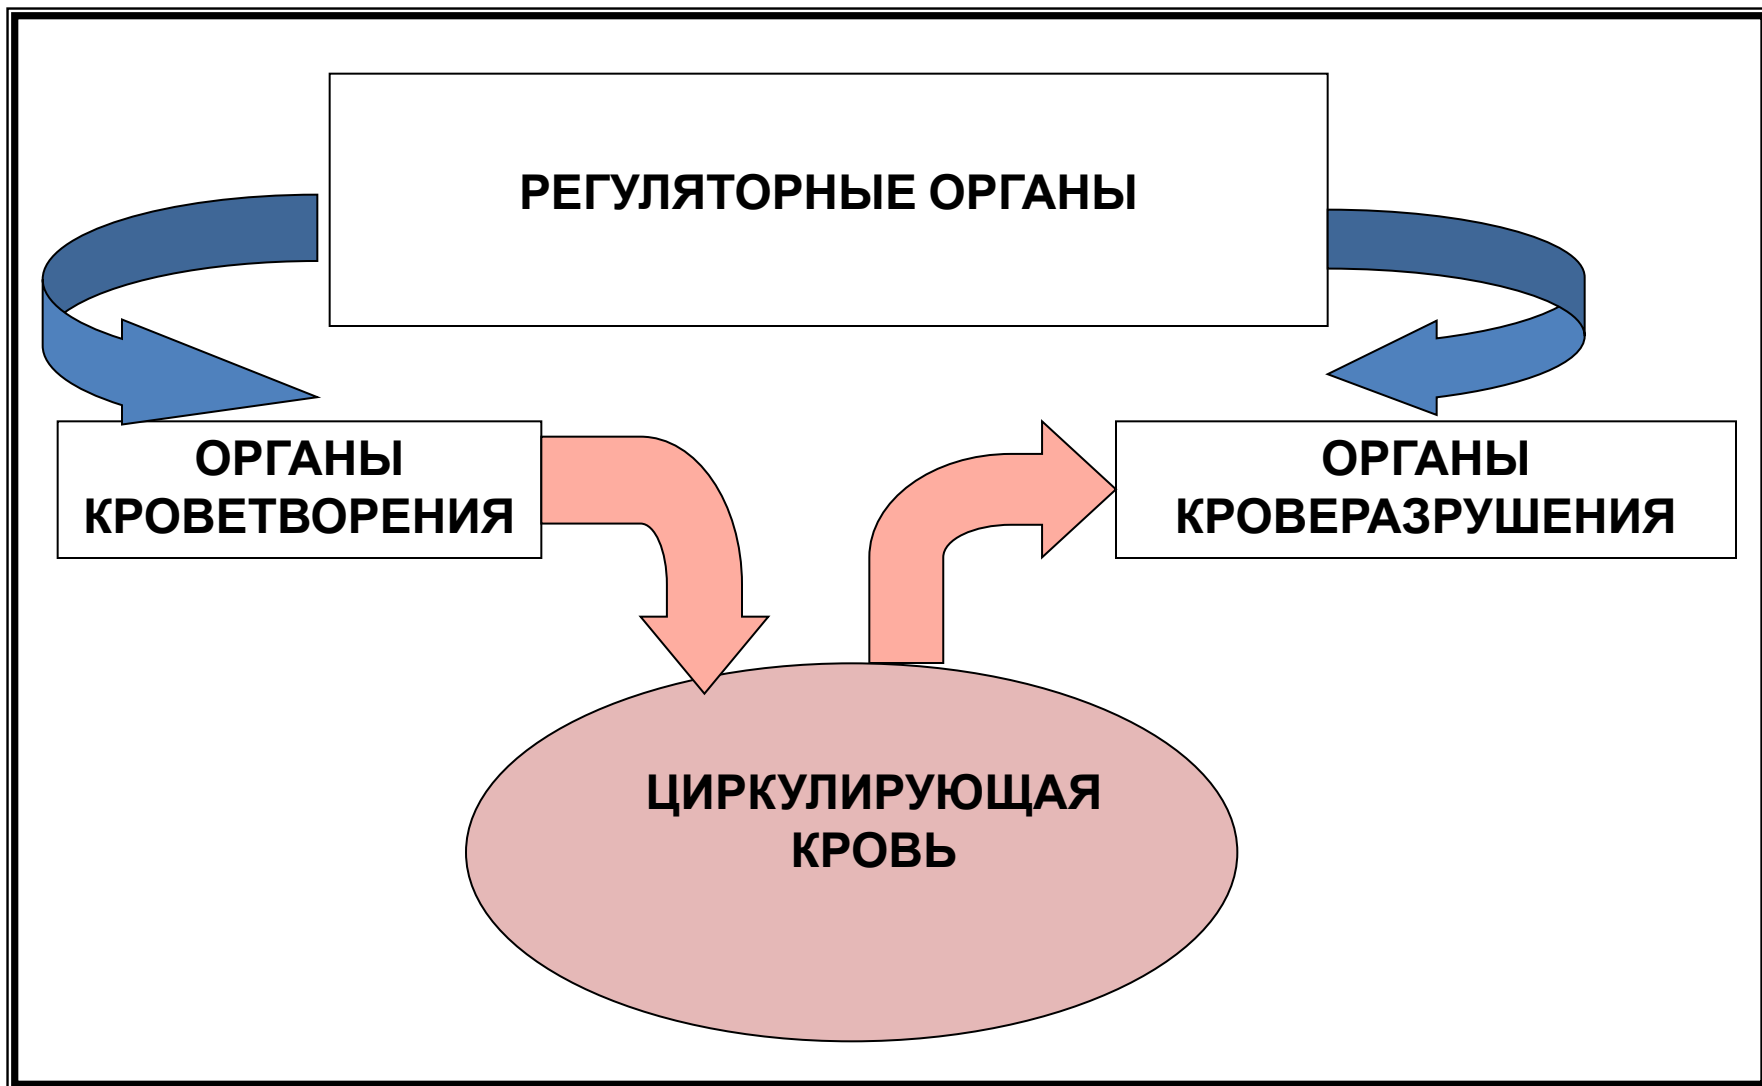 РЕГУЛЯТОРНЫЕ ОРГАНЫ
ОРГАНЫ
КРОВЕТВОРЕНИЯ
ОРГАНЫ
КРОВЕРАЗРУШЕНИЯ
ЦИРКУЛИРУЮЩАЯ
КРОВЬ